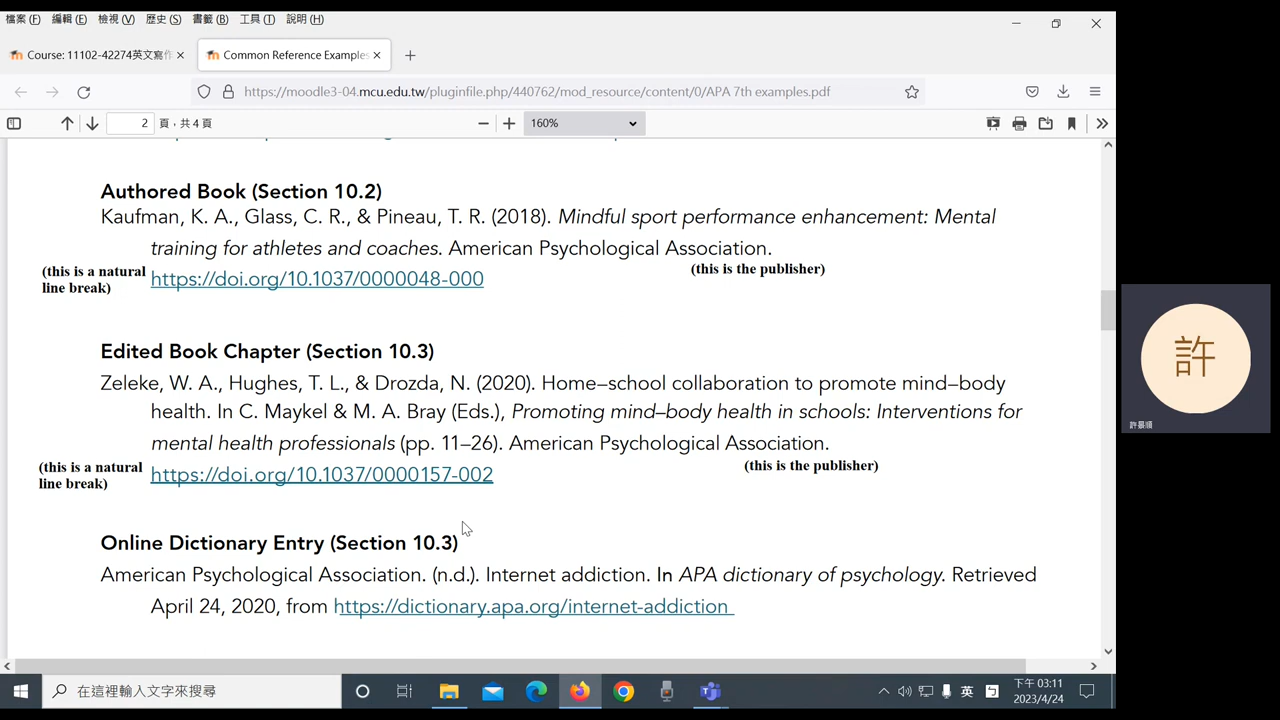 檔案 (F) 編輯 (E) 檢視 (V) 歷史 (S) 書籤 (B) 工具 (T) 說明 (H)
Course: 11102-42274英文寫作 Common Reference Examples
https://moodle3-04.mcu.edu.tw/pluginfile.php/440762/mod_resource/content/0/APA 7th examples.pdf
2 頁，共 4 頁 160%
Authored Book (Section 10.2)
Kaufman, K. A., Glass, C. R., & Pineau, T. R. (2018). Mindful sport performance enhancement: Mental
training for athletes and coaches. American Psychological Association.
(this is a natural
line break)
https://doi.org/10.1037/0000048-000
(this is the publisher)
Edited Book Chapter (Section 10.3)
Zeleke, W. A., Hughes, T. L., & Drozda, N. (2020). Home–school collaboration to promote mind–body
health. In C. Maykel & M. A. Bray (Eds.), Promoting mind–body health in schools: Interventions for
mental health professionals (pp. 11–26). American Psychological Association.
(this is a natural
line break)
https://doi.org/10.1037/0000157-002
(this is the publisher)
Online Dictionary Entry (Section 10.3)
American Psychological Association. (n.d.). Internet addiction. In APA dictionary of psychology. Retrieved
April 24, 2020, from https://dictionary.apa.org/internet-addiction
許
許景順
在這裡輸入文字來搜尋
英
下午 03:11
2023/4/24